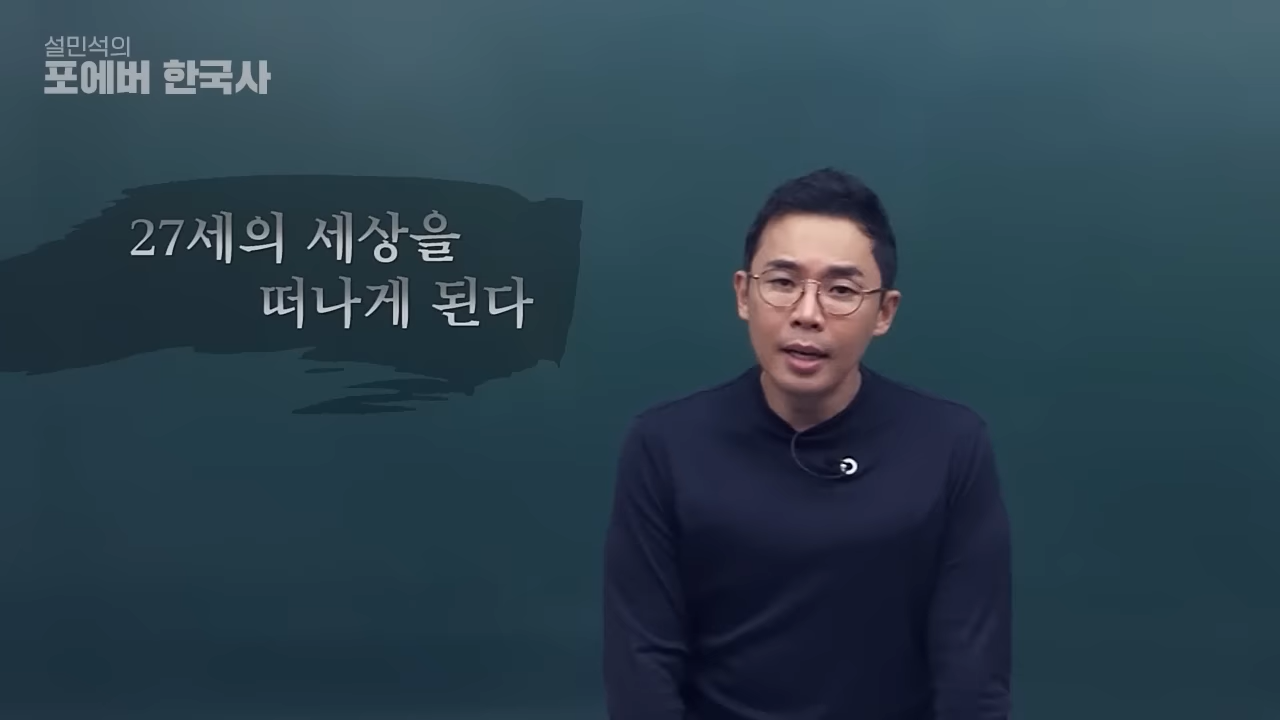 설민석의
포에버 한국사
27세의 세상을
떠나게 된다